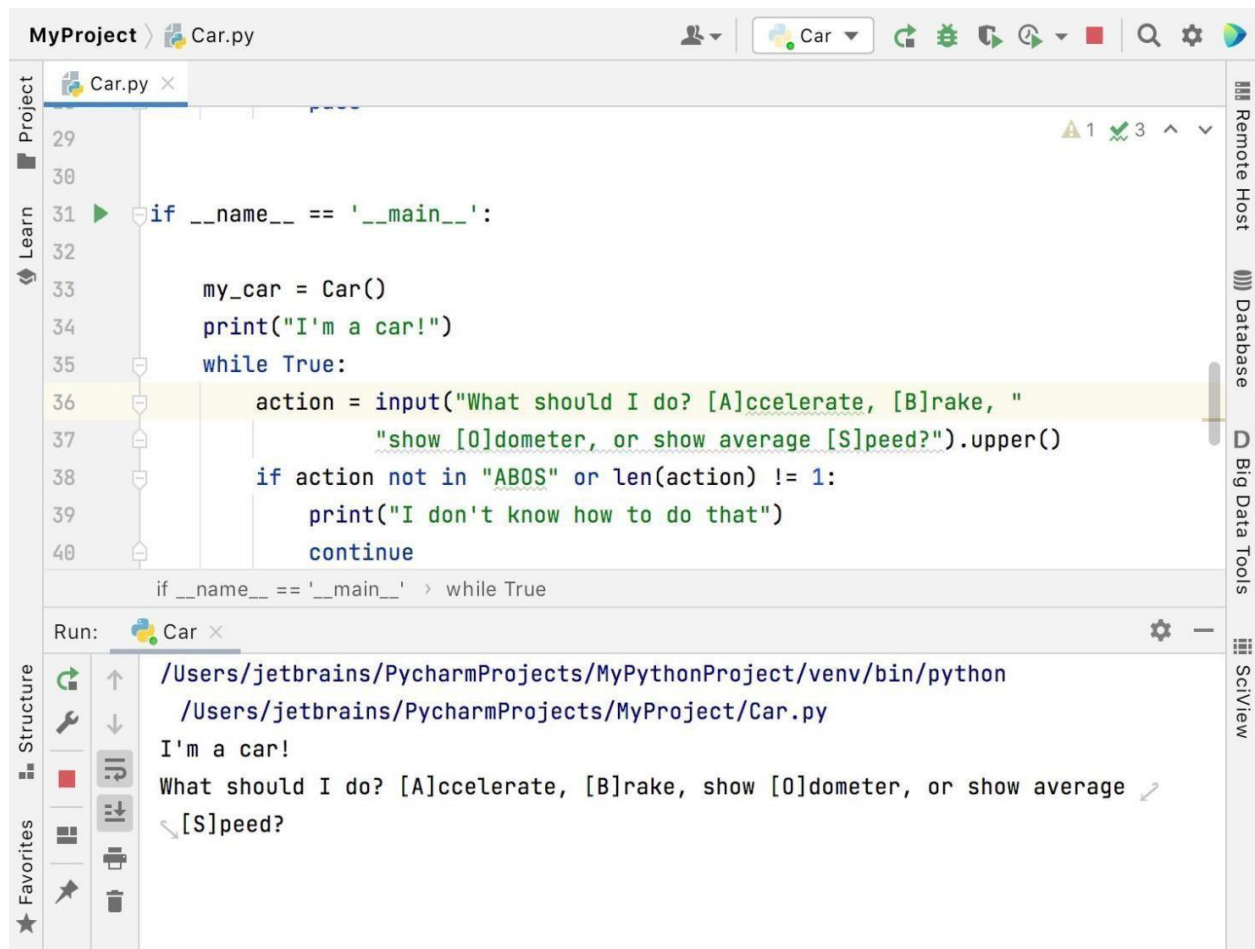 MyProject Car.py Car
Car.py
29
1 3
30
31 if __name__ == '__main__':
32
33 my_car = Car()
34 print("I'm a car!")
35 while True:
36 action = input("What should I do? [A]ccelerate, [B]rake, "
37 "show [O]dometer, or show average [S]peed?").upper()
38 if action not in "ABOS" or len(action) != 1:
39 print("I don't know how to do that")
40 continue
if __name__ == '__main__' › while True
Run: Car
/Users/jetbrains/PycharmProjects/MyPythonProject/venv/bin/python
/Users/jetbrains/PycharmProjects/MyProject/Car.py
I'm a car!
What should I do? [A]ccelerate, [B]rake, show [O]dometer, or show average
[S]peed?
Project
Learn
Structure
Favorites
Remote Host
Database
D Big Data Tools
SciView